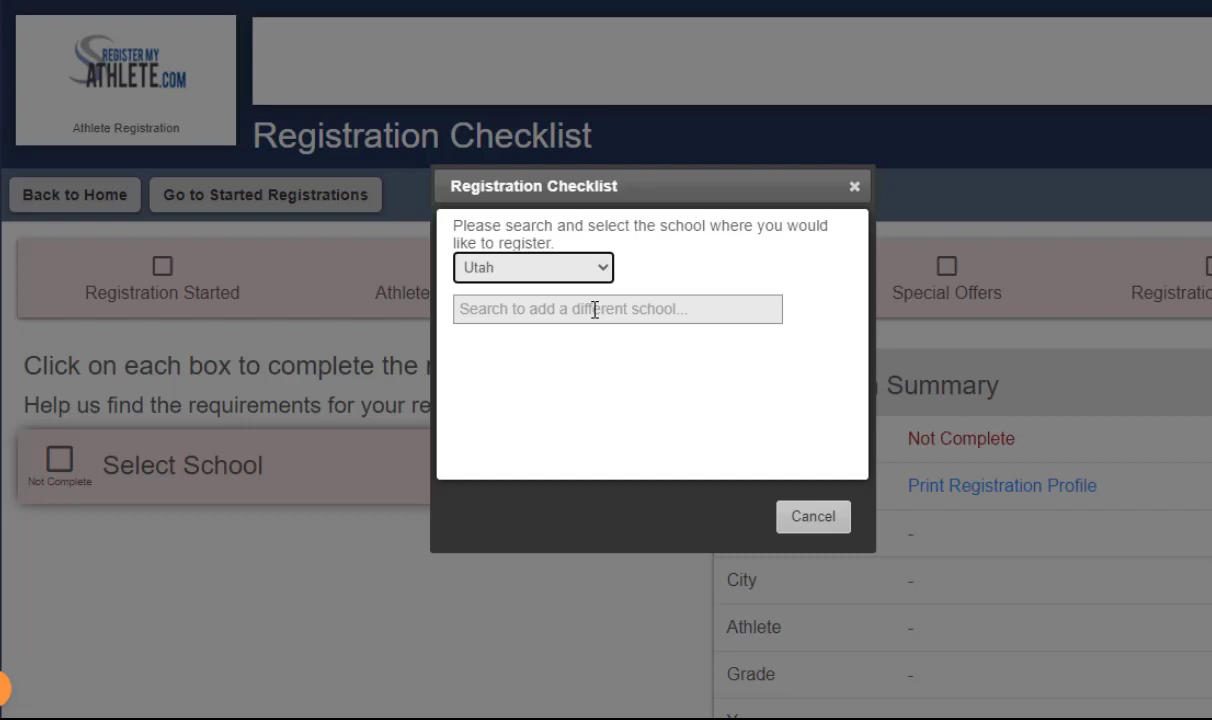 REGISTER MY
ATHLETE.COM
Athlete Registration
Registration Checklist
Back to Home
Go to Started Registrations
Registration Checklist
×
Please search and select the school where you would
like to register.
Utah
Search to add a different school...
Cancel
Registration Started
Athlete
Special Offers
Registratio
Click on each box to complete the
Help us find the requirements for your re
Not Complete
Select School
Summary
Not Complete
Print Registration Profile
-
City
-
Athlete
-
Grade
-